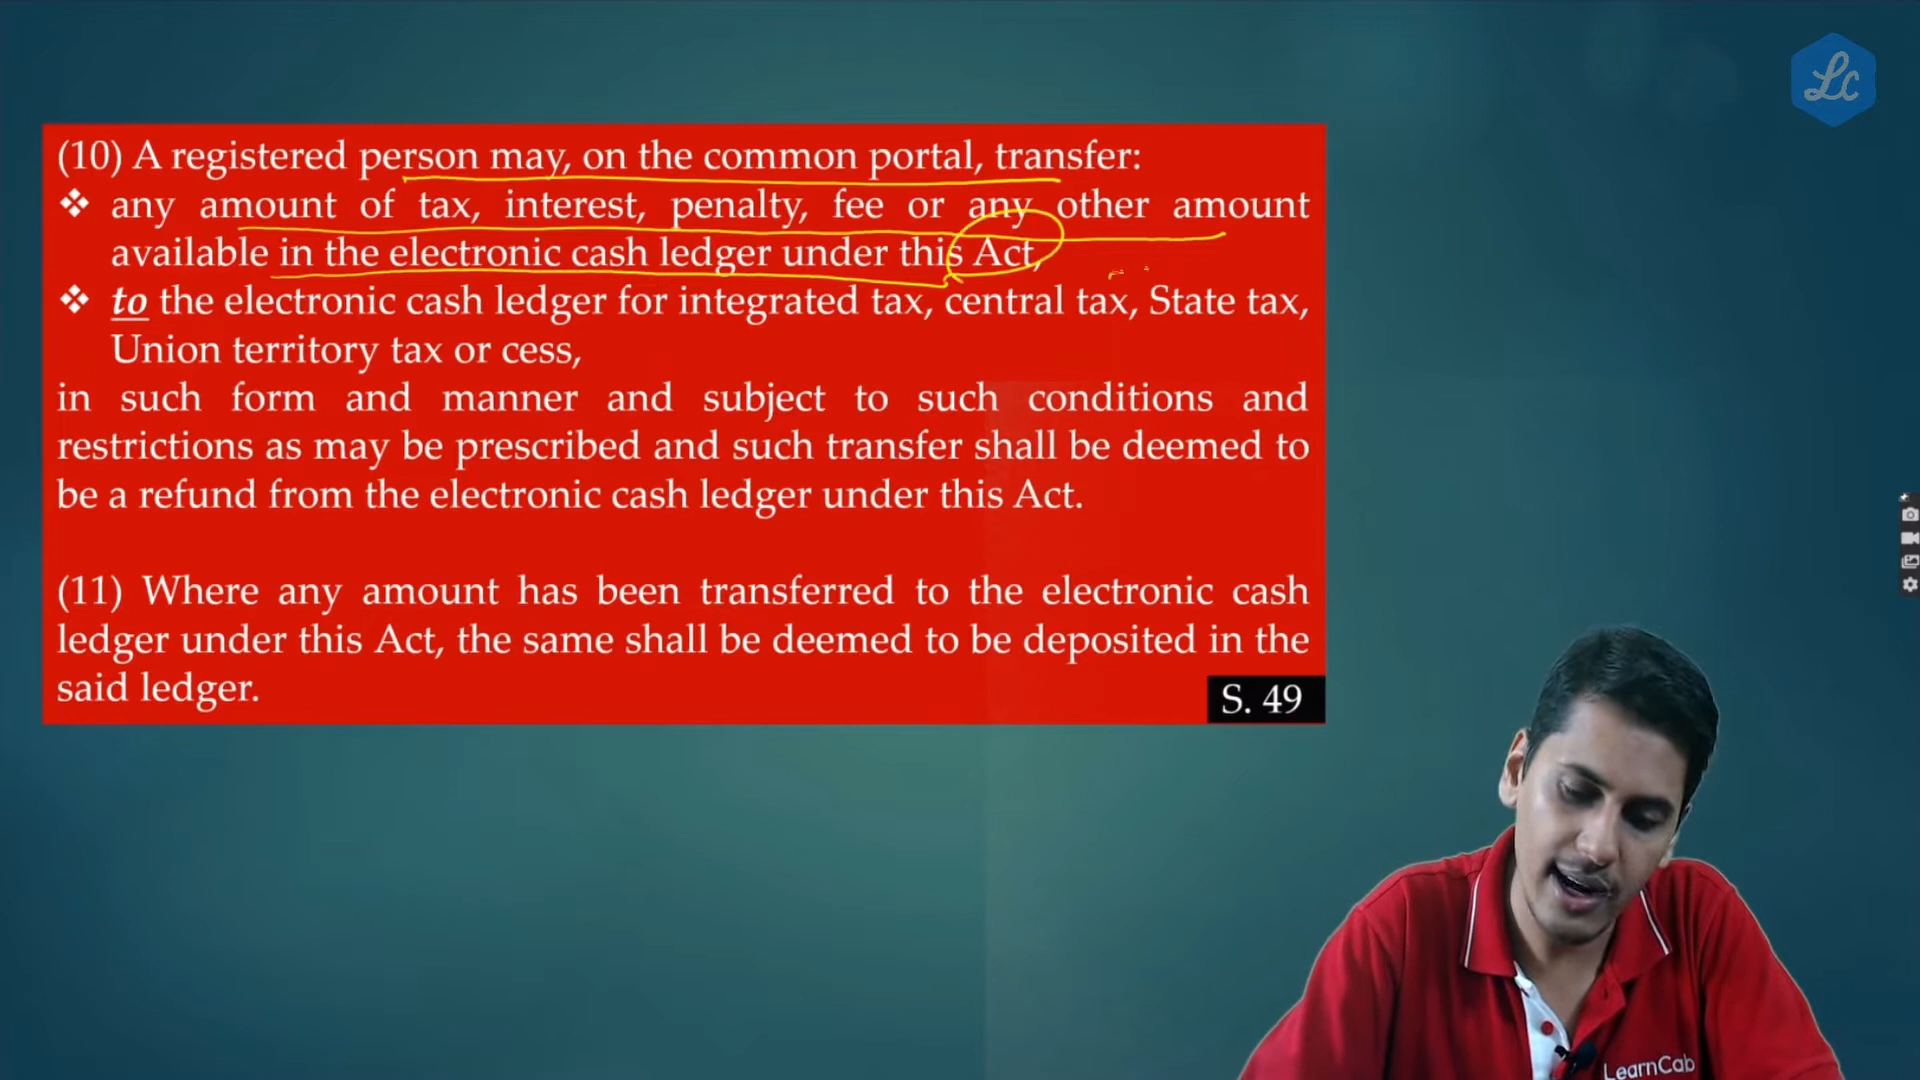 Lc
(10) A registered person may, on the common portal, transfer:
❖ any amount of tax, interest, penalty, fee or any other amount
available in the electronic cash ledger under this Act,
❖ to the electronic cash ledger for integrated tax, central tax, State tax,
Union territory tax or cess,
in such form and manner and subject to such conditions and
restrictions as may be prescribed and such transfer shall be deemed to
be a refund from the electronic cash ledger under this Act.
(11) Where any amount has been transferred to the electronic cash
ledger under this Act, the same shall be deemed to be deposited in the
said ledger.
S. 49
LearnCab